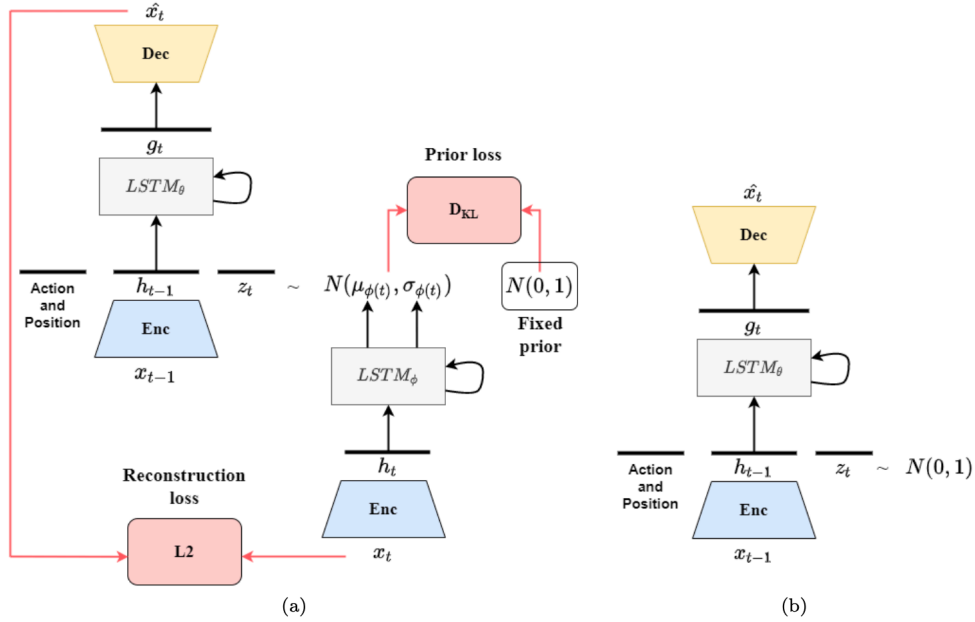 x̂_t
Dec
g_t
LSTM_θ
Action
and
Position
h_{t−1}
z_t ~ N(μ_{ϕ(t)}, σ_{ϕ(t)})
Enc
x_{t−1}
Prior loss
D_KL
N(0, 1)
Fixed
prior
LSTM_ϕ
h_t
Enc
x_t
Reconstruction
loss
L2
(a)
x̂_t
Dec
g_t
LSTM_θ
Action
and
Position
h_{t−1}
z_t ~ N(0, 1)
Enc
x_{t−1}
(b)